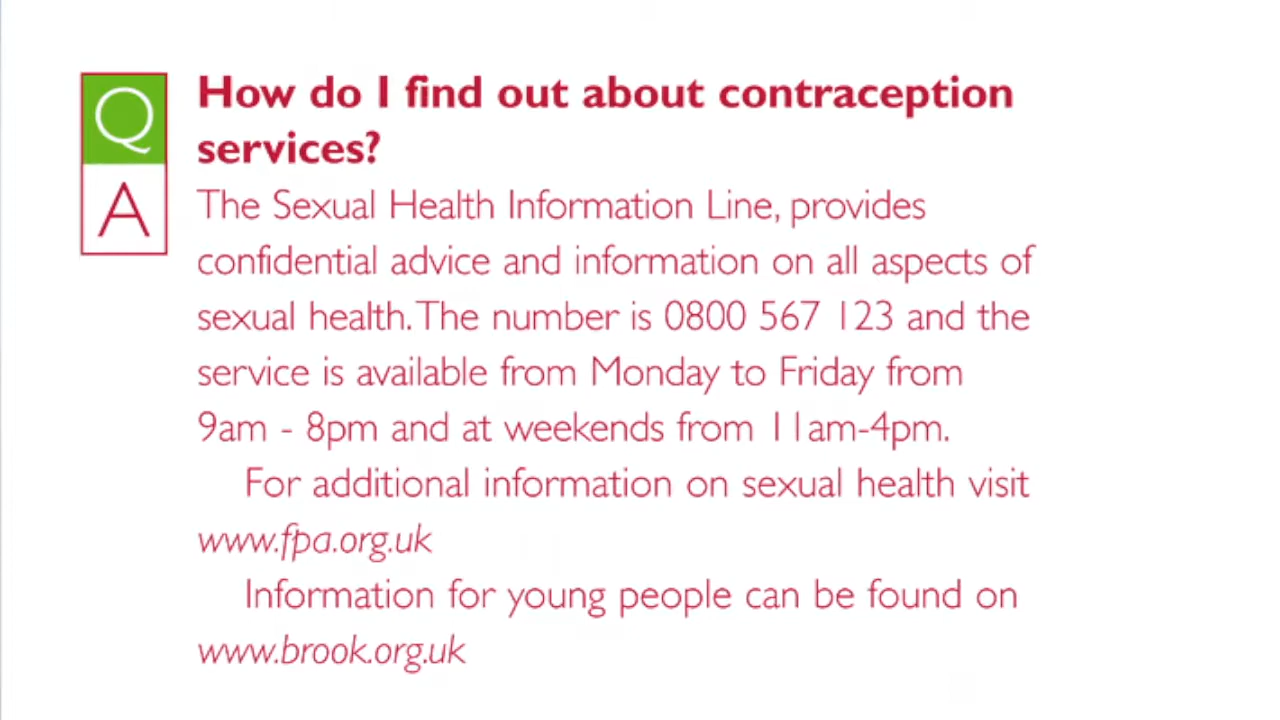 Q
A
How do I find out about contraception
services?
The Sexual Health Information Line, provides
confidential advice and information on all aspects of
sexual health. The number is 0800 567 123 and the
service is available from Monday to Friday from
9am - 8pm and at weekends from 11am-4pm.
For additional information on sexual health visit
www.fpa.org.uk
Information for young people can be found on
www.brook.org.uk